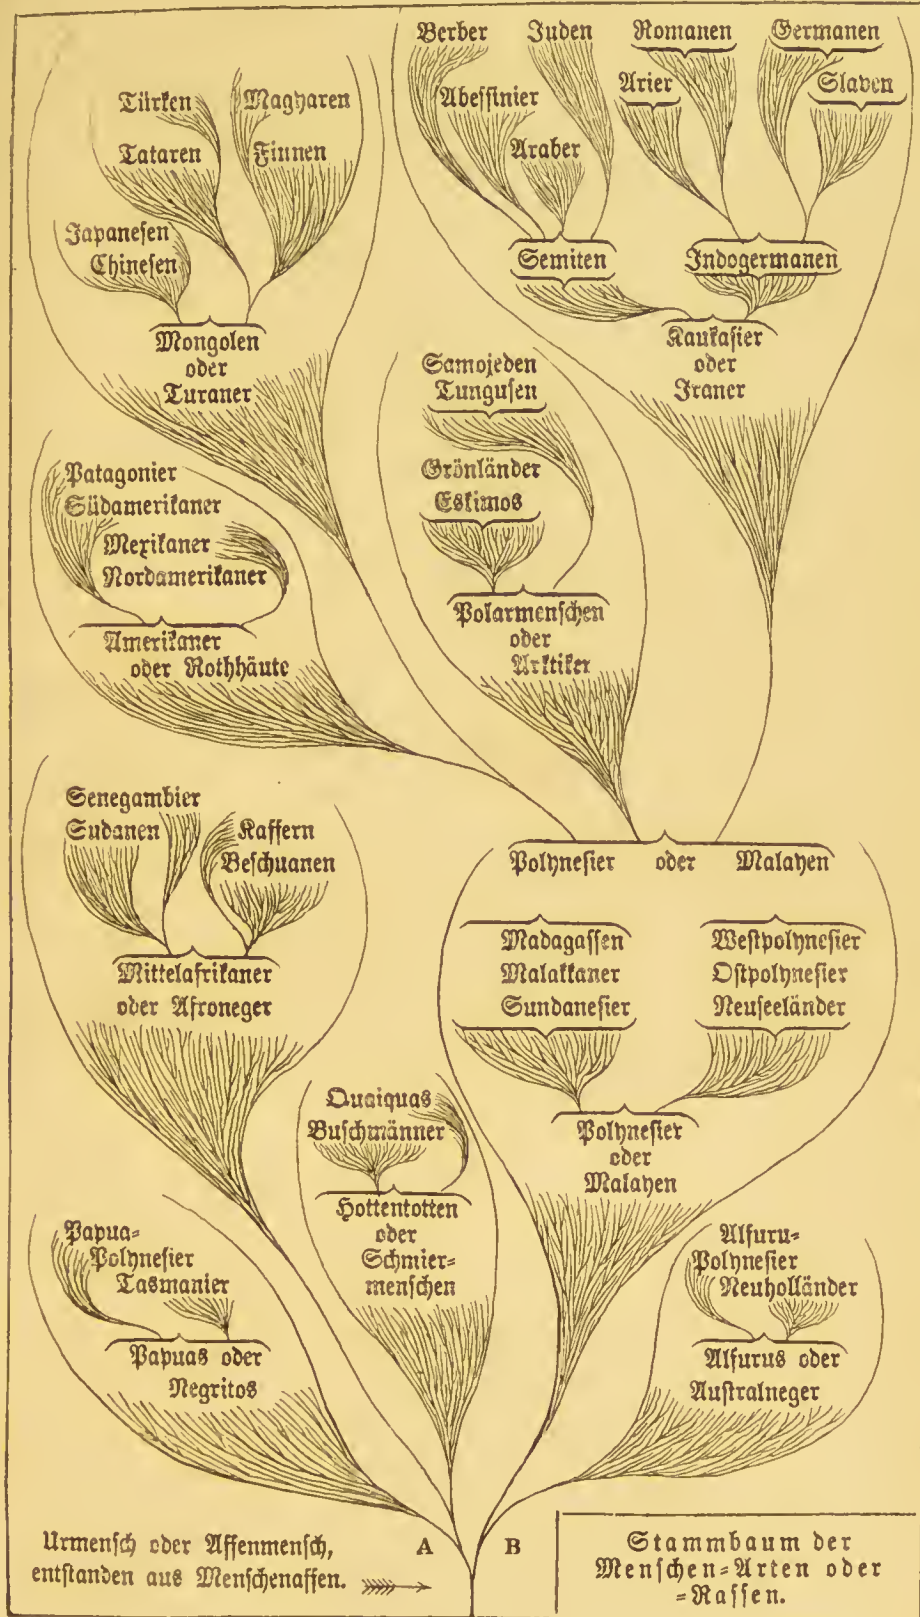 Berber
Juden
Romanen
Germanen
Abessinier
Arier
Slaven
Araber
Türken
Magyaren
Tataren
Finnen
Japanesen
Chinesen
Semiten
Indogermanen
Mongolen
oder
Turaner
Kaukasier
oder
Iraner
Samojeden
Tungusen
Grönländer
Eskimos
Patagonier
Südamerikaner
Mexikaner
Nordamerikaner
Polarmenschen
oder
Arktiker
Amerikaner
oder Rothhäute
Senegambier
Sudanen
Kaffern
Beschuanen
Polynesier oder Malayen
Madagassen
Malakkaner
Sundanesier
Westpolynesier
Ostpolynesier
Neuseeländer
Mittelafrikaner
oder Afroneger
Quaiquas
Buschmänner
Polynesier
oder
Malayen
Hottentotten
oder
Schmier-
menschen
Papua-
Polynesier
Tasmanier
Alfuru-
Polynesier
Neuholländer
Papuas oder
Negritos
Alfurus oder
Australneger
Urmensch oder Affenmensch,
entstanden aus Menschenaffen.
A B
Stammbaum der
Menschen-Arten oder
-Rassen.